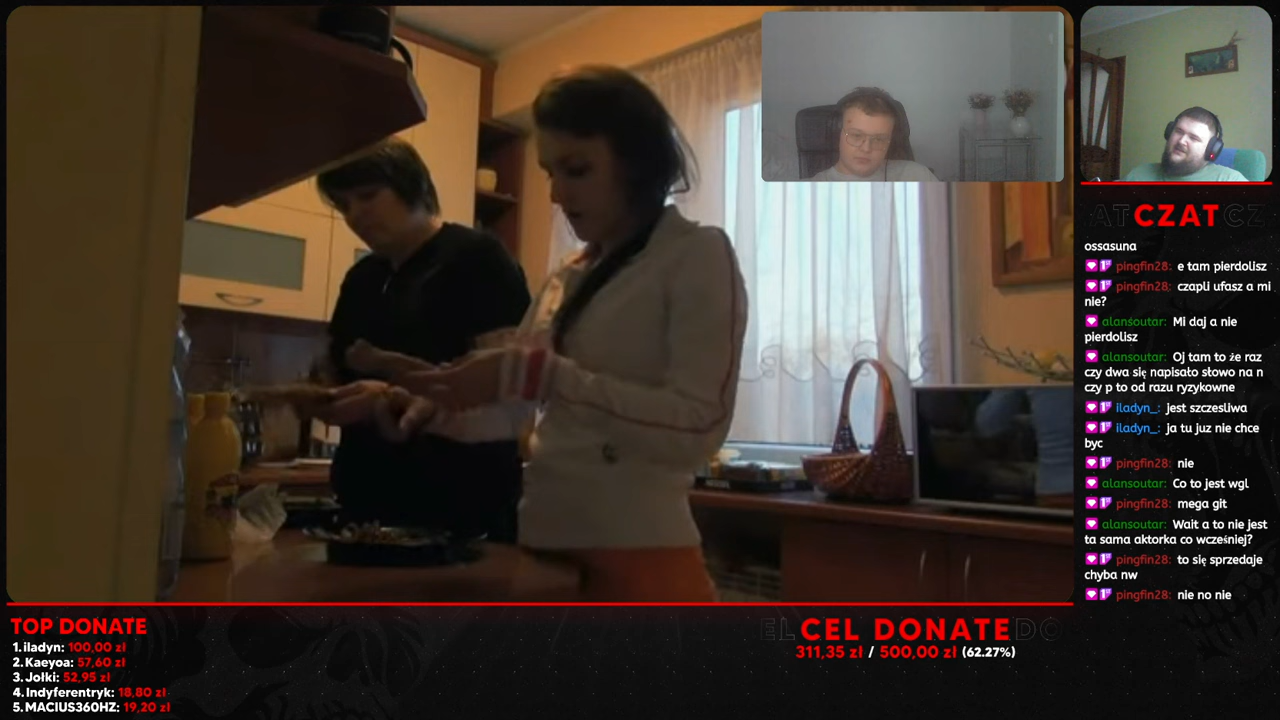 CZAT
ossasuna
pingfin28: e tam pierdolisz
pingfin28: czapli ufasz a mi
nie?
alansoutar: Mi daj a nie
pierdolisz
alansoutar: Oj tam to że raz
czy dwa się napisało słowo na n
czy p to od razu ryzykowne
iladyn_: jest szczesliwa
iladyn_: ja tu juz nie chce
byc
pingfin28: nie
alansoutar: Co to jest wgl
pingfin28: mega git
alansoutar: Wait a to nie jest
ta sama aktorka co wcześniej?
pingfin28: to się sprzedaje
chyba nw
pingfin28: nie no nie
TOP DONATE
1. iladyn: 100,00 zł
2. Kaeyoa: 57,60 zł
3. Jołki: 52,95 zł
4. Indyferentryk: 18,80 zł
5. MACIUS360HZ: 19,20 zł
CEL DONATE
311,35 zł / 500,00 zł (62.27%)